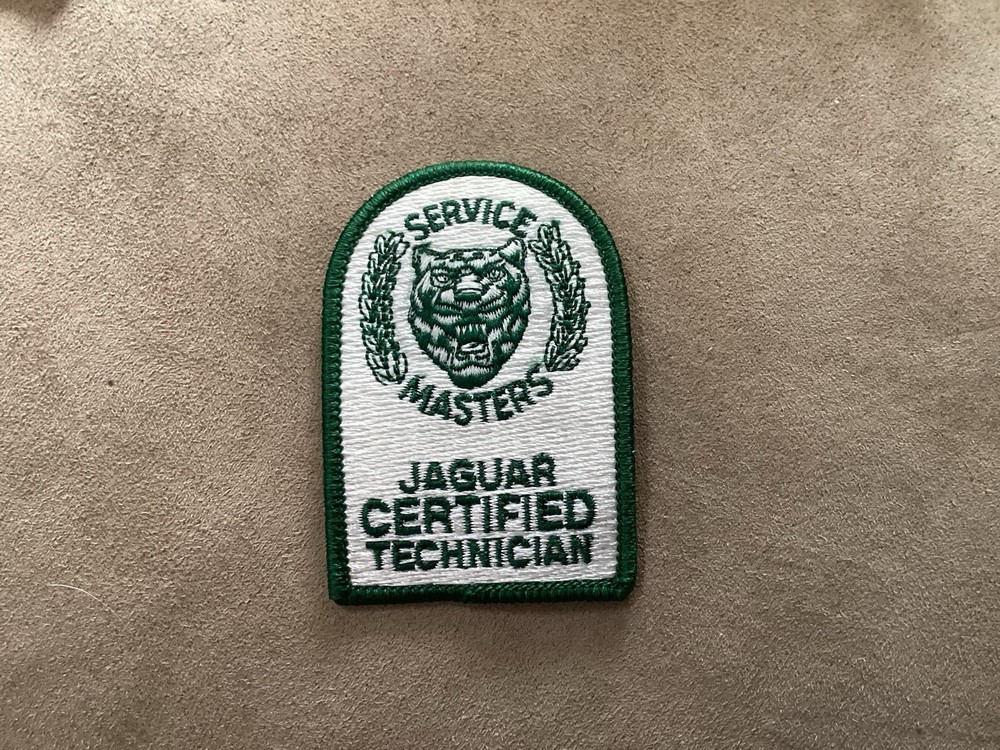 SERVICE
MASTERS
JAGUAR
CERTIFIED
TECHNICIAN